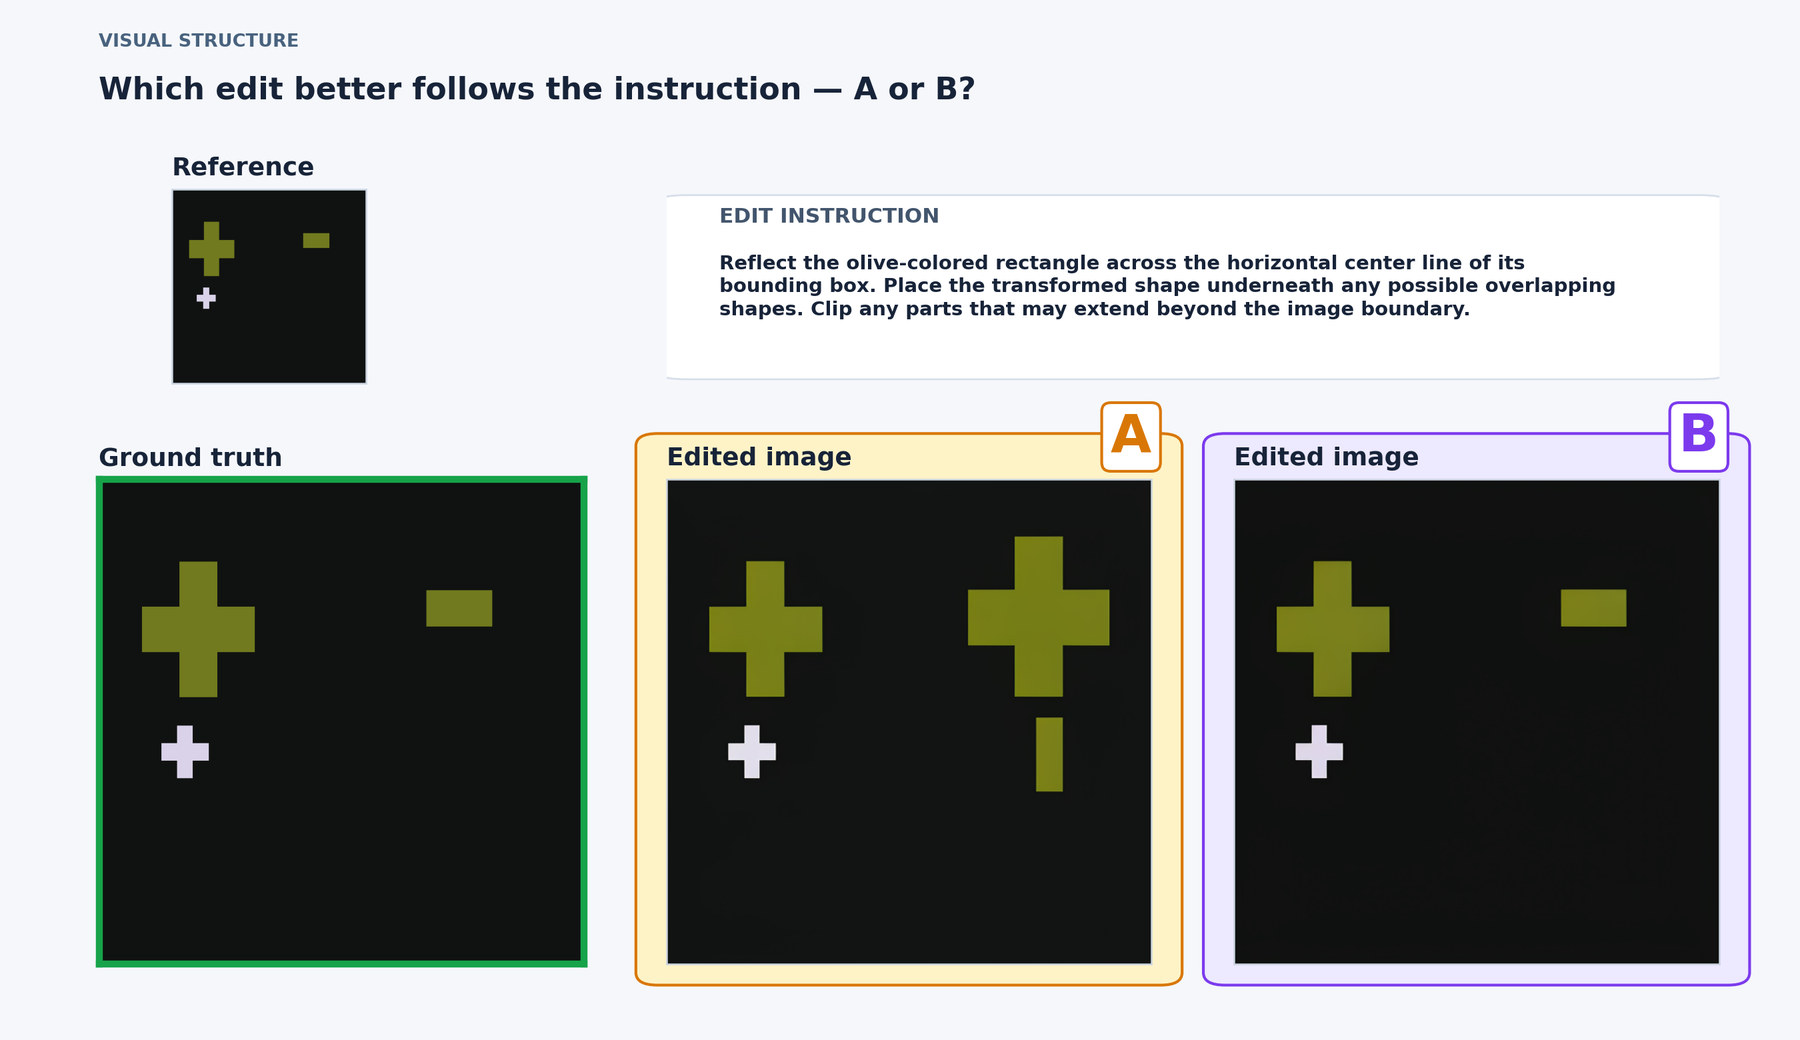 VISUAL STRUCTURE
Which edit better follows the instruction — A or B?
Reference
EDIT INSTRUCTION
Reflect the olive-colored rectangle across the horizontal center line of its
bounding box. Place the transformed shape underneath any possible overlapping
shapes. Clip any parts that may extend beyond the image boundary.
Ground truth
A
Edited image
B
Edited image